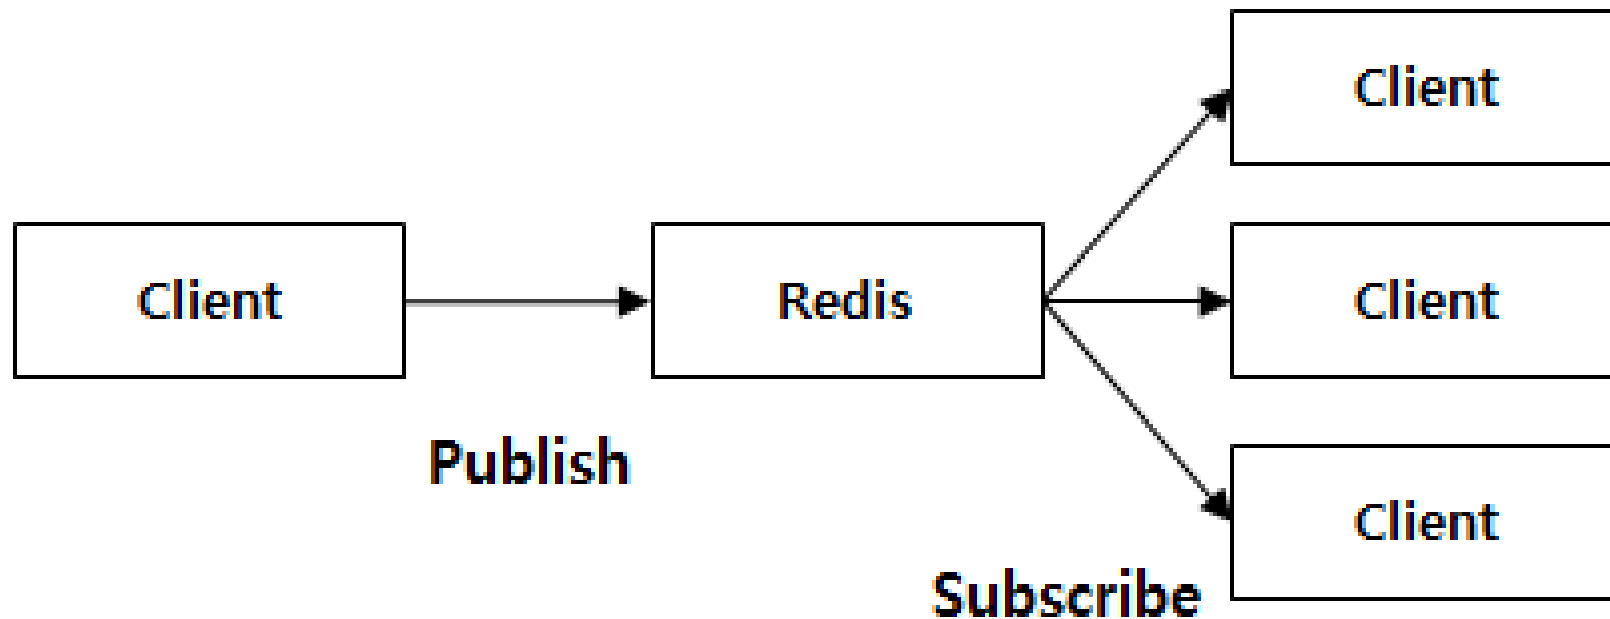 Client
Client
Redis
Client
Publish
Client
Subscribe